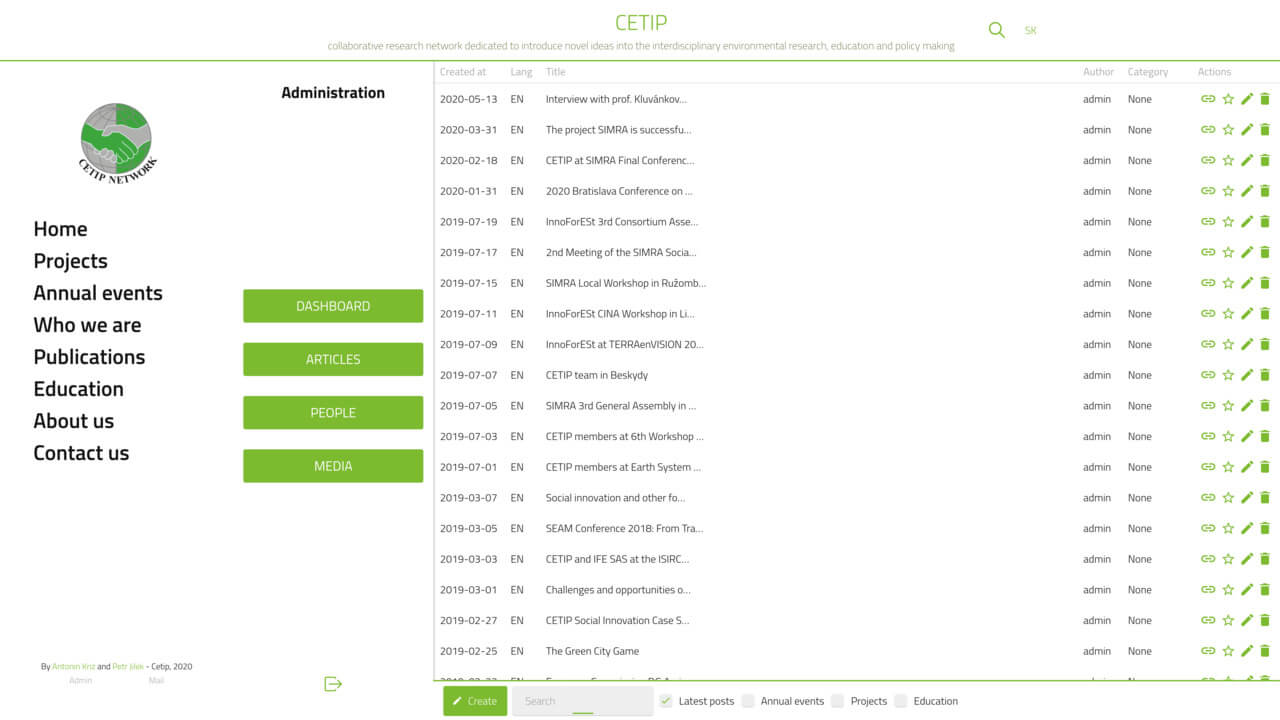 CETIP
SK
collaborative research network dedicated to introduce novel ideas into the interdisciplinary environmental research, education and policy making
CETIP NETWORK
Home
Projects
Annual events
Who we are
Publications
Education
About us
Contact us
By Antonin Kriz and Petr Jilek - Cetip, 2020
Admin Mail
Administration
DASHBOARD
ARTICLES
PEOPLE
MEDIA
Created at Lang Title Author Category Actions
2020-05-13 EN Interview with prof. Kluvánkov... admin None
2020-03-31 EN The project SIMRA is successfu... admin None
2020-02-18 EN CETIP at SIMRA Final Conferenc... admin None
2020-01-31 EN 2020 Bratislava Conference on ... admin None
2019-07-19 EN InnoForESt 3rd Consortium Asse... admin None
2019-07-17 EN 2nd Meeting of the SIMRA Socia... admin None
2019-07-15 EN SIMRA Local Workshop in Ružomb... admin None
2019-07-11 EN InnoForESt CINA Workshop in Li... admin None
2019-07-09 EN InnoForESt at TERRAenVISION 20... admin None
2019-07-07 EN CETIP team in Beskydy admin None
2019-07-05 EN SIMRA 3rd General Assembly in ... admin None
2019-07-03 EN CETIP members at 6th Workshop ... admin None
2019-07-01 EN CETIP members at Earth System ... admin None
2019-03-07 EN Social innovation and other fo... admin None
2019-03-05 EN SEAM Conference 2018: From Tra... admin None
2019-03-03 EN CETIP and IFE SAS at the ISIRC... admin None
2019-03-01 EN Challenges and opportunities o... admin None
2019-02-27 EN CETIP Social Innovation Case S... admin None
2019-02-25 EN The Green City Game admin None
Create Search Latest posts Annual events Projects Education